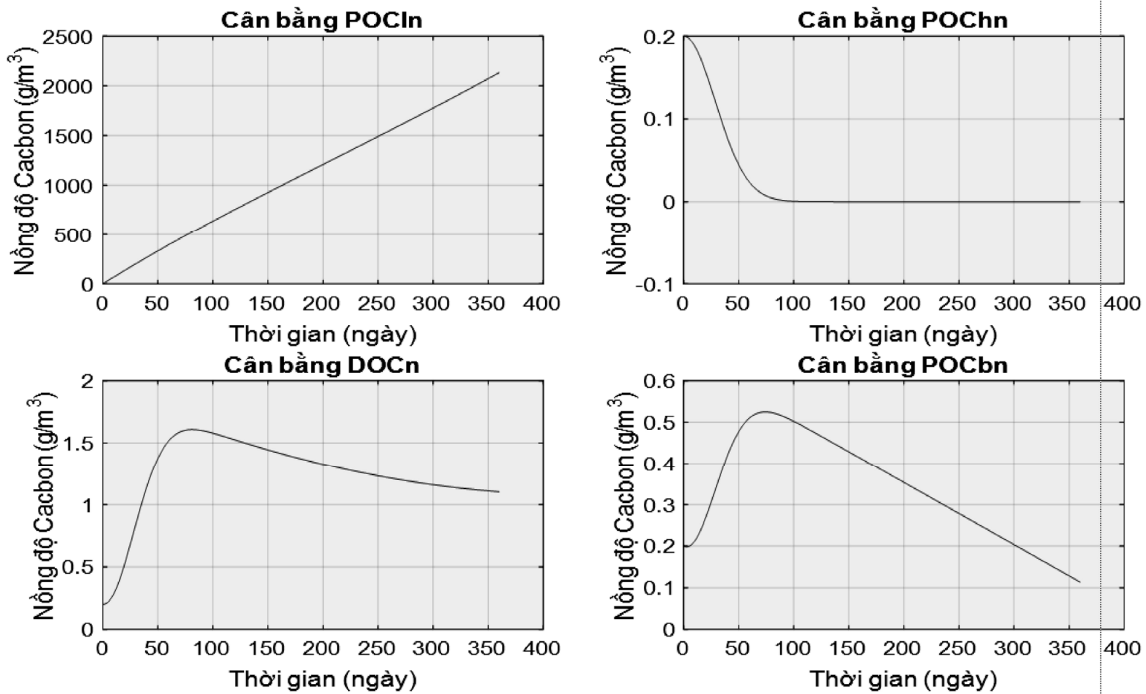 Cân bằng POCln
Nồng độ Cacbon (g/m³)
2500
2000
1500
1000
500
0
0 50 100 150 200 250 300 350 400
Thời gian (ngày)
Cân bằng POChn
Nồng độ Cacbon (g/m³)
0.2
0.1
0
-0.1
0 50 100 150 200 250 300 350 400
Thời gian (ngày)
Cân bằng DOCn
Nồng độ Cacbon (g/m³)
2
1.5
1
0.5
0
0 50 100 150 200 250 300 350 400
Thời gian (ngày)
Cân bằng POCbn
Nồng độ Cacbon (g/m³)
0.6
0.5
0.4
0.3
0.2
0.1
0
0 50 100 150 200 250 300 350 400
Thời gian (ngày)